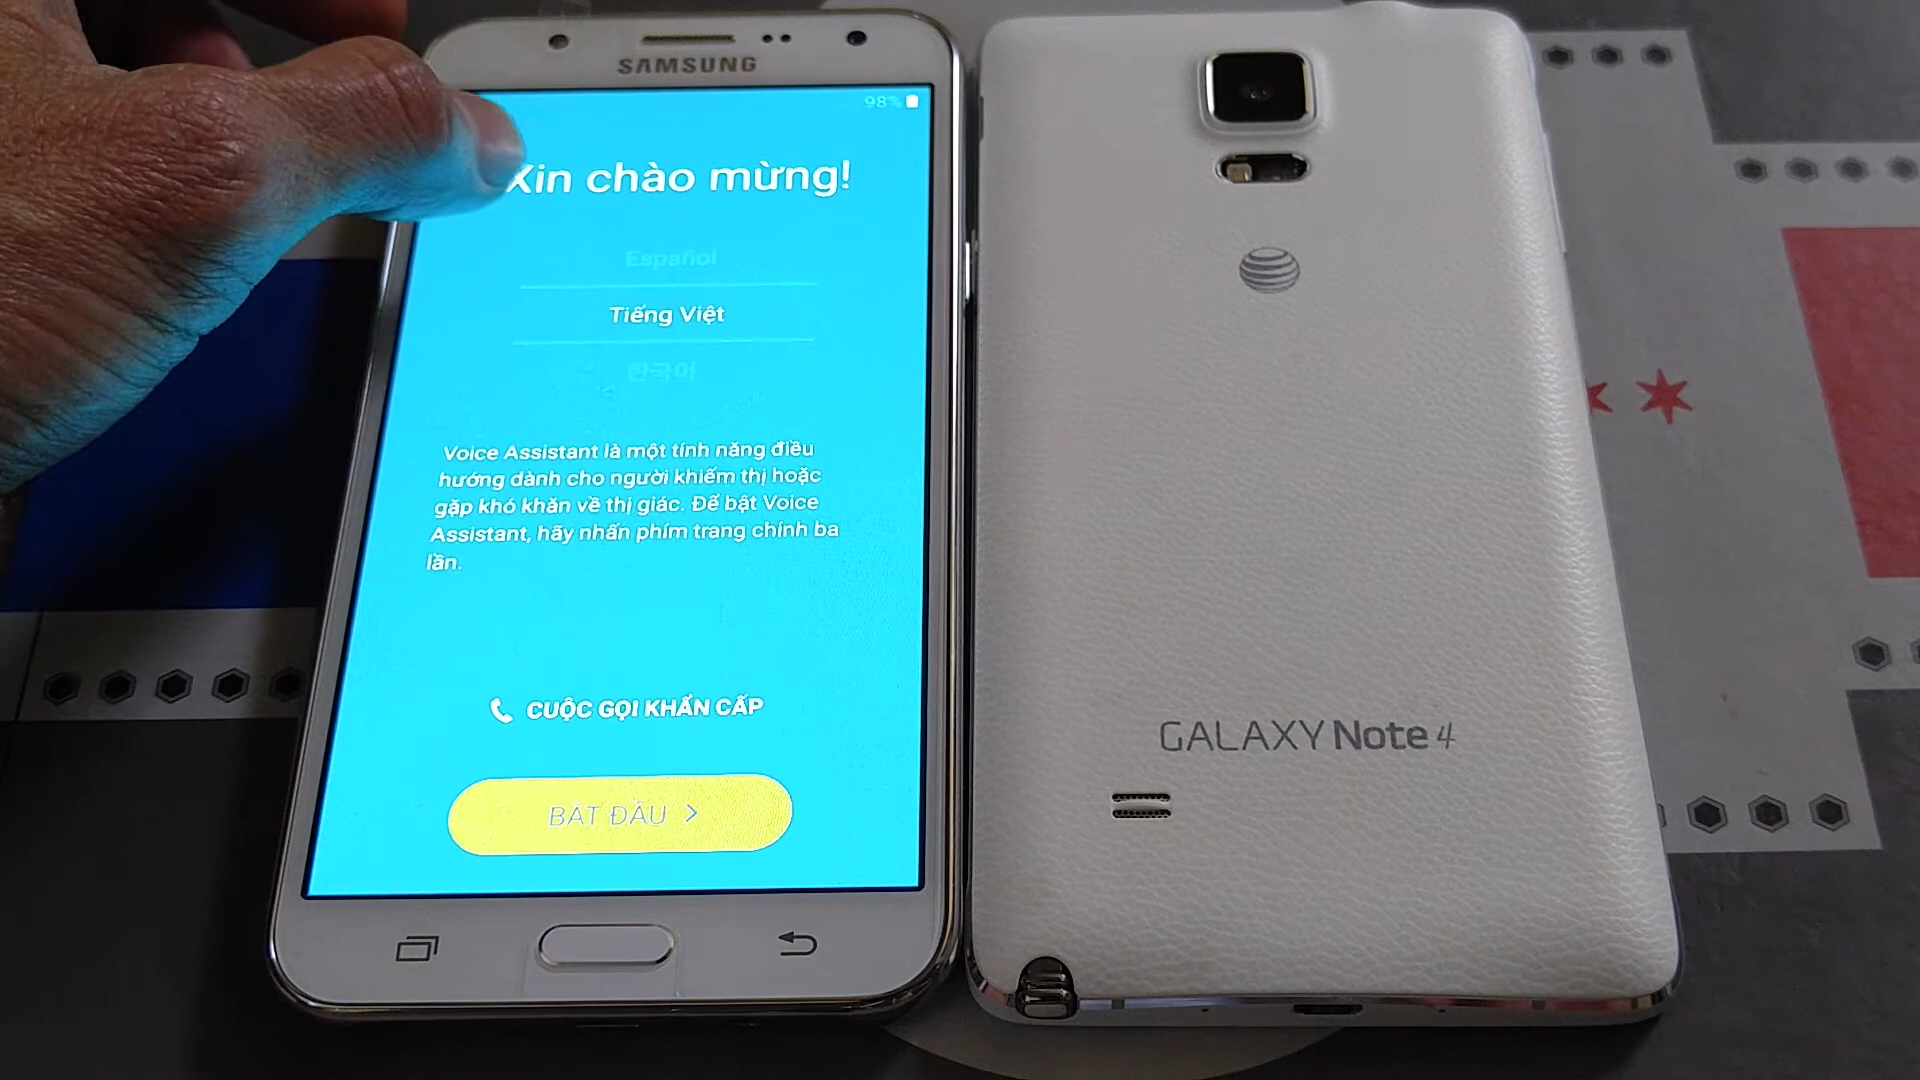 SAMSUNG
98%
Xin chào mừng!
Español
Tiếng Việt
한국어
Voice Assistant là một tính năng điều
hướng dành cho người khiếm thị hoặc
gặp khó khăn về thị giác. Để bật Voice
Assistant, hãy nhấn phím trang chính ba
lần.
CUỘC GỌI KHẨN CẤP
BẮT ĐẦU >
GALAXY Note 4